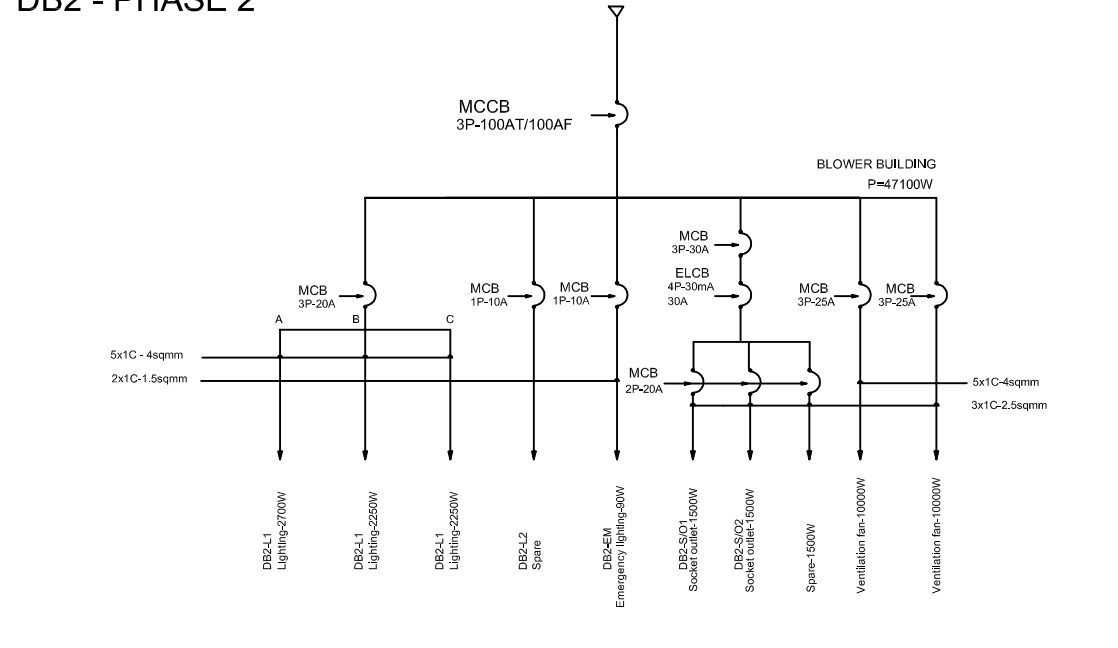 DB2 - PHASE 2
MCCB
3P-100AT/100AF
BLOWER BUILDING
P=47100W
MCB
3P-20A
MCB
1P-10A
MCB
1P-10A
MCB
3P-30A
ELCB
4P-30mA
30A
MCB
3P-25A
MCB
3P-25A
A
B
C
5x1C - 4sqmm
2x1C-1.5sqmm
MCB
2P-20A
5x1C-4sqmm
3x1C-2.5sqmm
DB2-L1
Lighting-2700W
DB2-L1
Lighting-2250W
DB2-L1
Lighting-2250W
DB2-L2
Spare
DB2-EM
Emergency lighting-90W
DB2-S/O1
Socket outlet-1500W
DB2-S/O2
Socket outlet-1500W
Spare-1500W
Ventilation fan-10000W
Ventilation fan-10000W